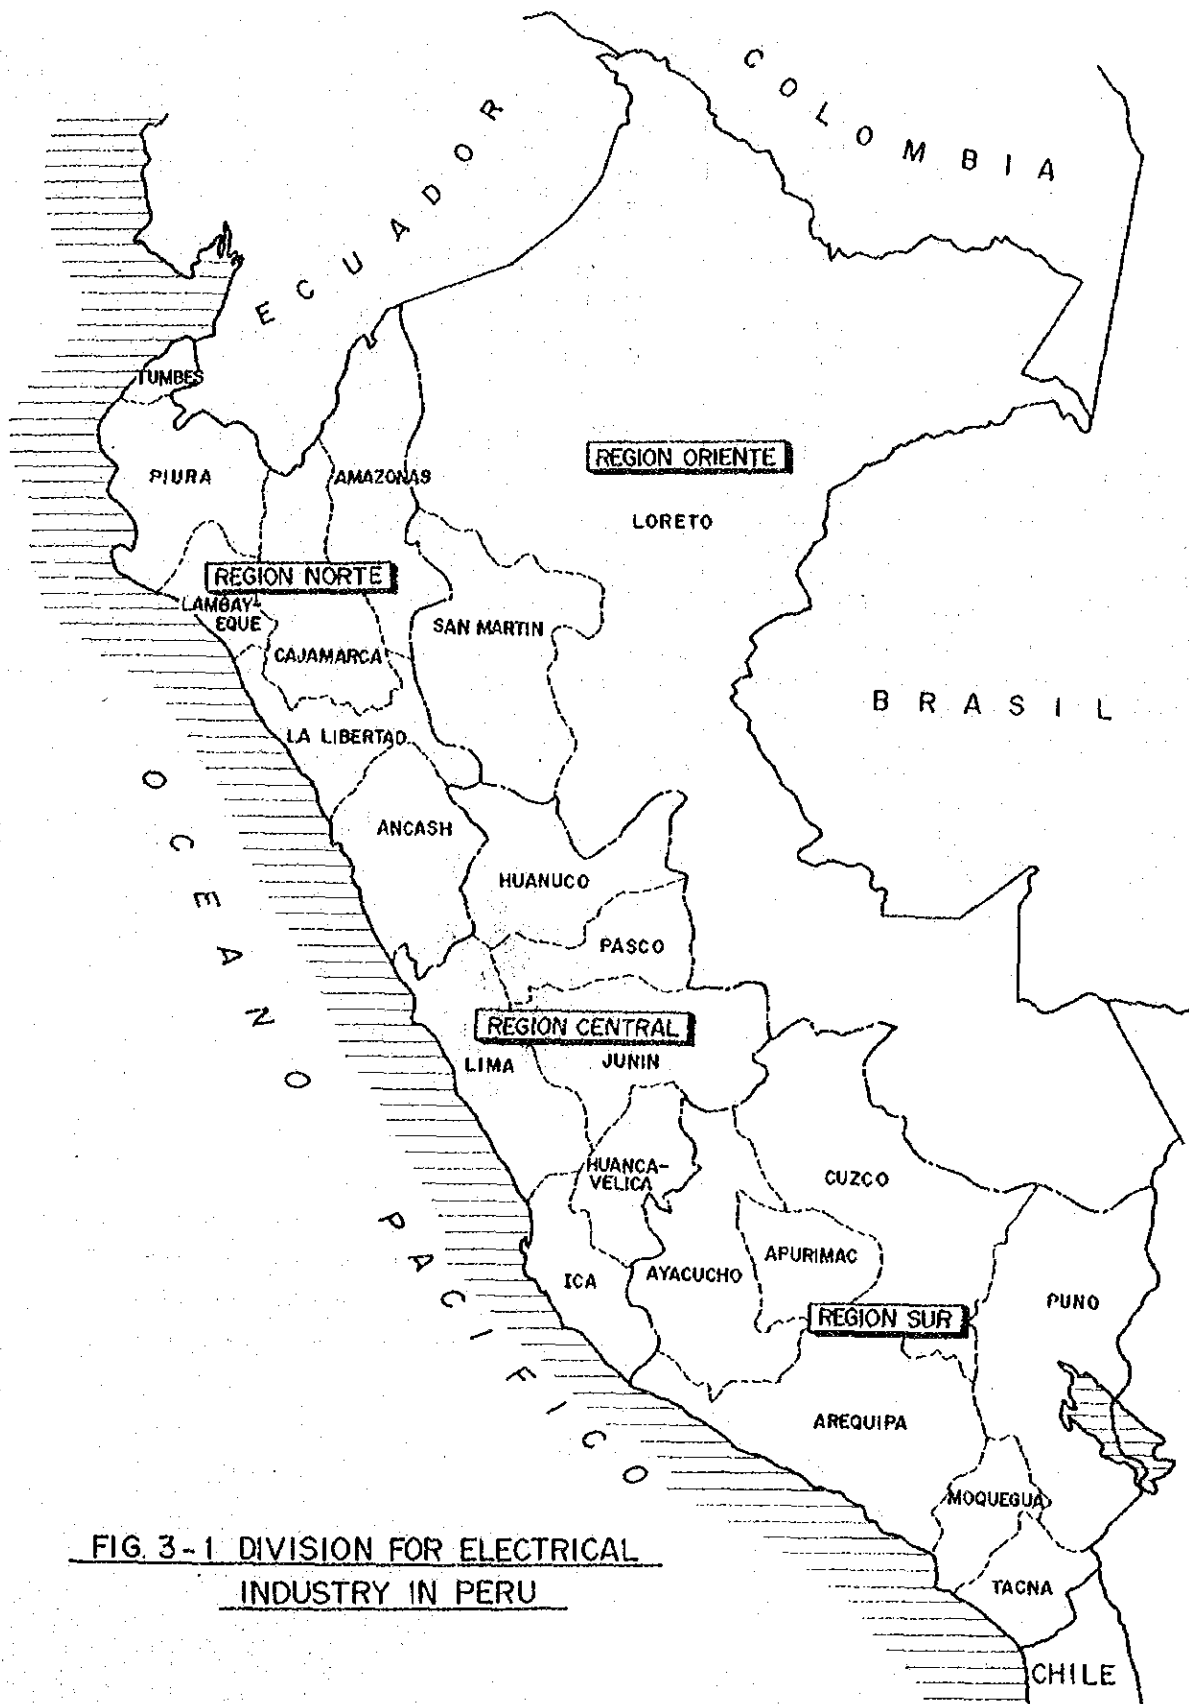 COLOMBIA
ECUADOR
TUMBES
REGION ORIENTE
PIURA
AMAZONAS
LORETO
REGION NORTE
LAMBAY-
EQUE
SAN MARTIN
CAJAMARCA
BRASIL
LA LIBERTAD
ANCASH
HUANUCO
PASCO
REGION CENTRAL
LIMA
JUNIN
OCEANO PACIFICO
HUANCA-
VELICA
CUZCO
APURIMAC
ICA
AYACUCHO
PUNO
REGION SUR
AREQUIPA
MOQUEGUA
TACNA
CHILE
FIG. 3-1 DIVISION FOR ELECTRICAL
INDUSTRY IN PERU